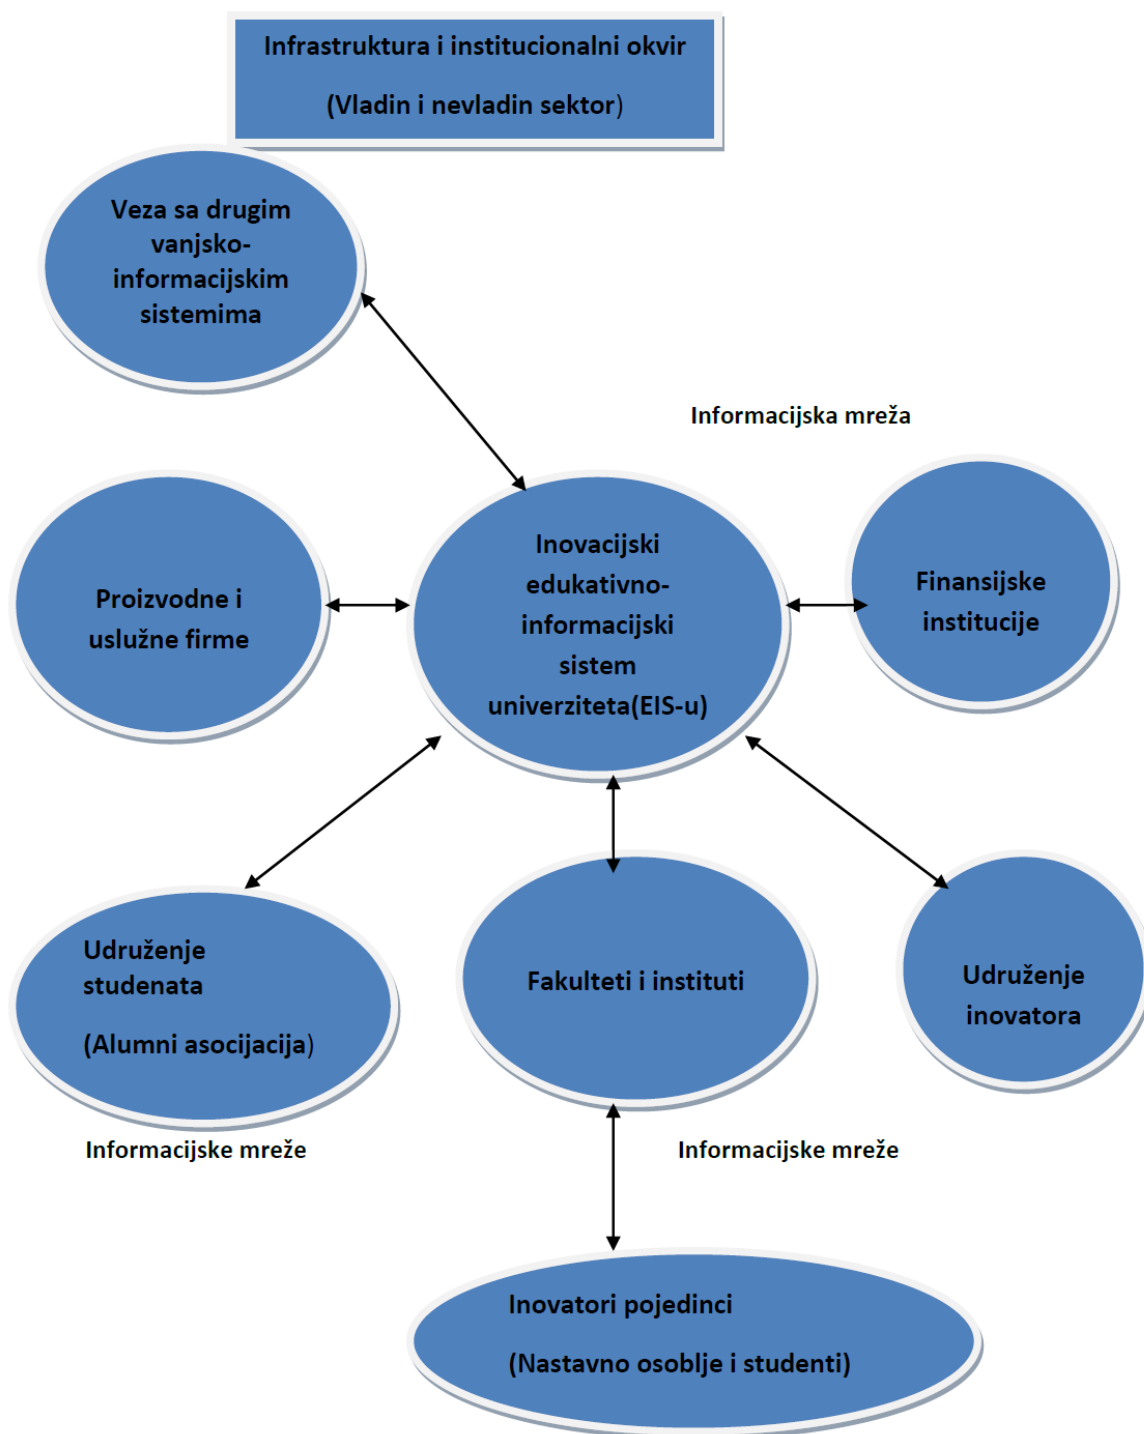 Infrastruktura i institucionalni okvir
(Vladin i nevladin sektor)
Veza sa drugim
vanjsko-
informacijskim
sistemima
Informacijska mreža
Proizvodne i
uslužne firme
Inovacijski
edukativno-
informacijski
sistem
univerziteta(EIS-u)
Finansijske
institucije
Udruženje
studenata
(Alumni asocijacija)
Fakulteti i instituti
Udruženje
inovatora
Informacijske mreže
Informacijske mreže
Inovatori pojedinci
(Nastavno osoblje i studenti)